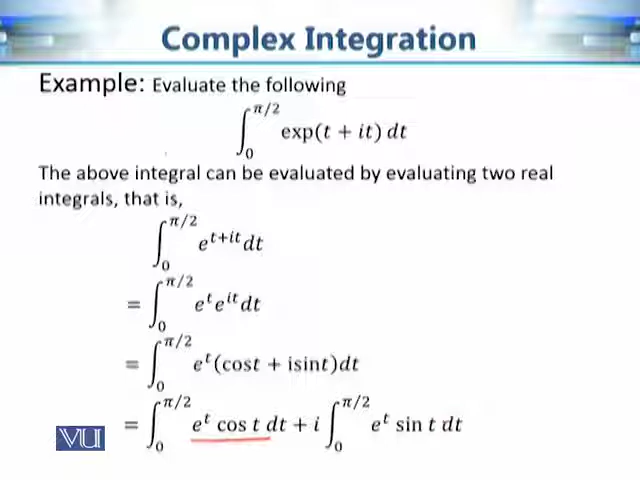 Complex Integration
Example: Evaluate the following
∫₀^{π/2} exp(t + it) dt
The above integral can be evaluated by evaluating two real
integrals, that is,
∫₀^{π/2} e^{t+it} dt
= ∫₀^{π/2} e^t e^{it} dt
= ∫₀^{π/2} e^t(cost + isint)dt
= ∫₀^{π/2} e^t cos t dt + i ∫₀^{π/2} e^t sin t dt
VU